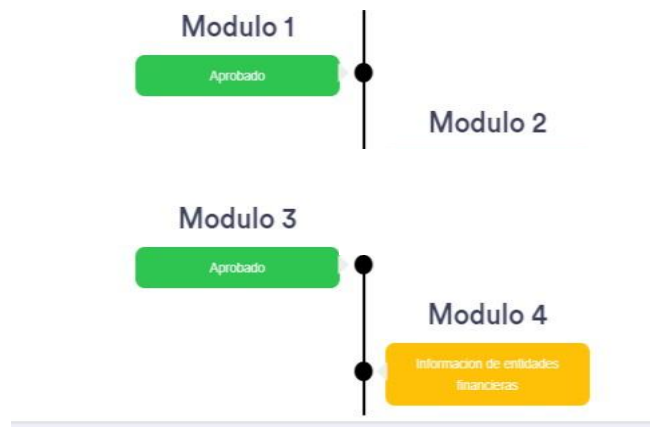 Modulo 1
Aprobado
Modulo 2
Modulo 3
Aprobado
Modulo 4
Informacion de entidades
financieras